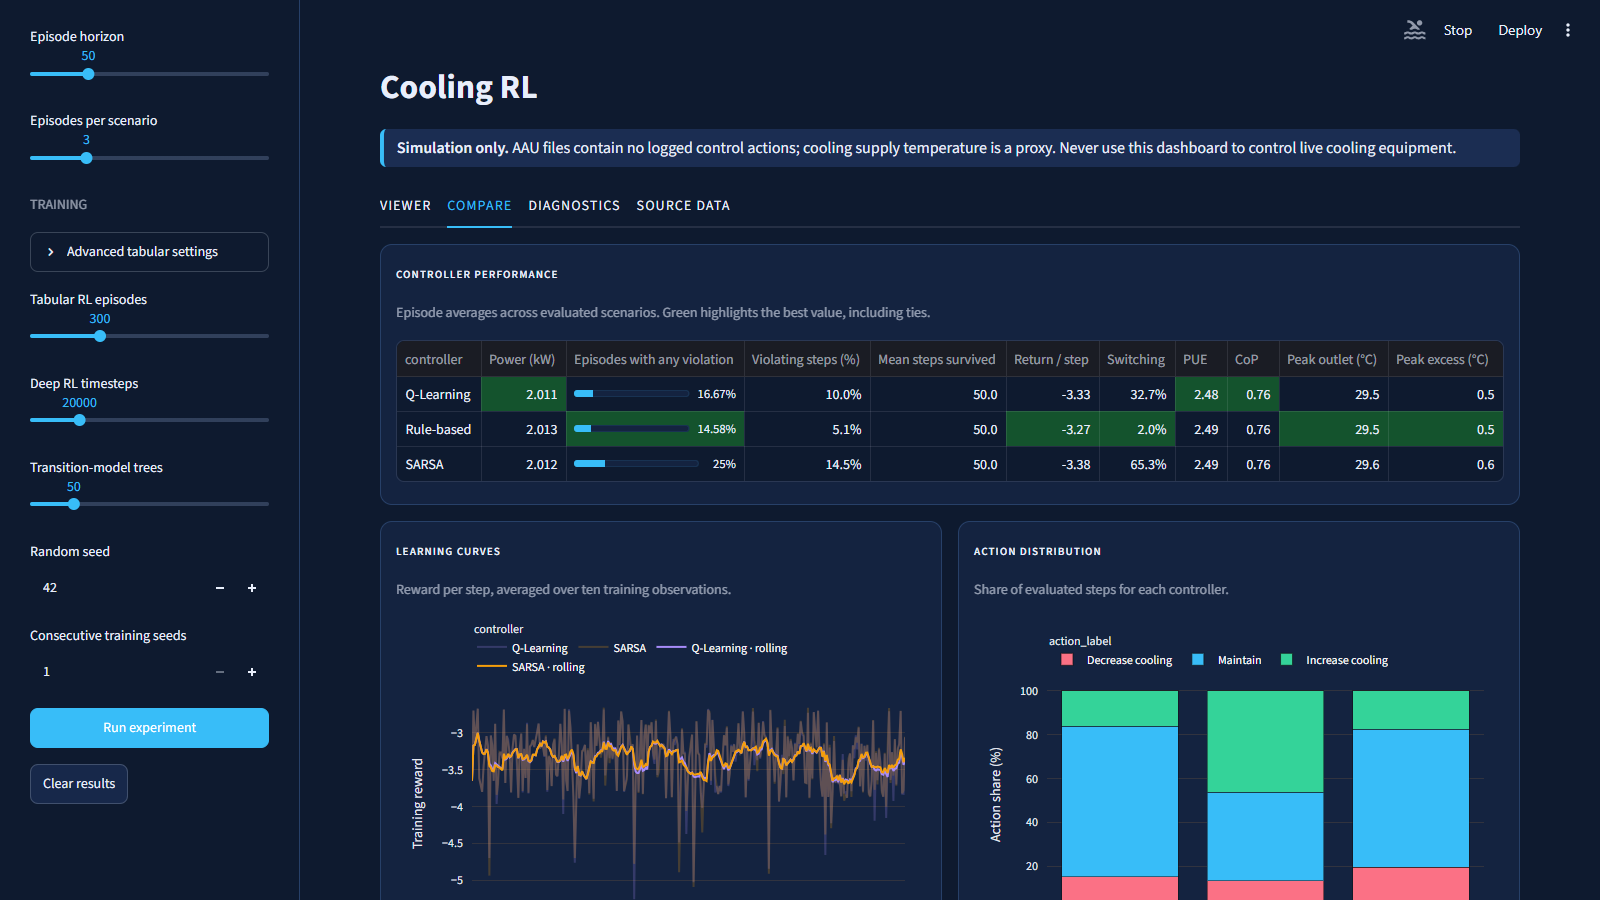 Episode horizon
50
Episodes per scenario
3
TRAINING
Advanced tabular settings
Tabular RL episodes
300
Deep RL timesteps
20000
Transition-model trees
50
Random seed
42
Consecutive training seeds
1
Run experiment
Clear results
Stop
Deploy
Cooling RL
Simulation only. AAU files contain no logged control actions; cooling supply temperature is a proxy. Never use this dashboard to control live cooling equipment.
VIEWER COMPARE DIAGNOSTICS SOURCE DATA
CONTROLLER PERFORMANCE
Episode averages across evaluated scenarios. Green highlights the best value, including ties.
controller Power (kW) Episodes with any violation Violating steps (%) Mean steps survived Return / step Switching PUE CoP Peak outlet (°C) Peak excess (°C)
Q-Learning 2.011 16.67% 10.0% 50.0 -3.33 32.7% 2.48 0.76 29.5 0.5
Rule-based 2.013 14.58% 5.1% 50.0 -3.27 2.0% 2.49 0.76 29.5 0.5
SARSA 2.012 25% 14.5% 50.0 -3.38 65.3% 2.49 0.76 29.6 0.6
LEARNING CURVES
Reward per step, averaged over ten training observations.
controller
Q-Learning SARSA Q-Learning · rolling
SARSA · rolling
Training reward
−3
−3.5
−4
−4.5
−5
ACTION DISTRIBUTION
Share of evaluated steps for each controller.
action_label
Decrease cooling Maintain Increase cooling
Action share (%)
100
80
60
40
20